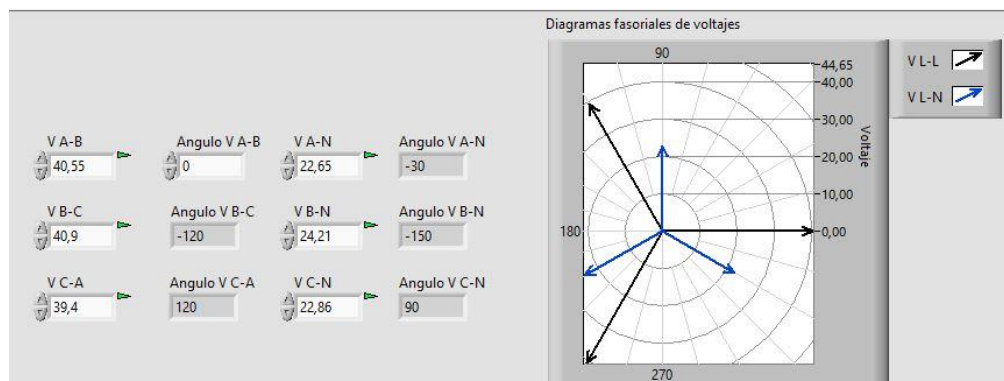 Diagramas fasoriales de voltajes
V A-B Angulo V A-B V A-N Angulo V A-N
40,55 0 22,65 -30
V B-C Angulo V B-C V B-N Angulo V B-N
40,9 -120 24,21 -150
V C-A Angulo V C-A V C-N Angulo V C-N
39,4 120 22,86 90
90
180
270
44,65
40,00
30,00
20,00
10,00
0,00
Voltaje
V L-L
V L-N